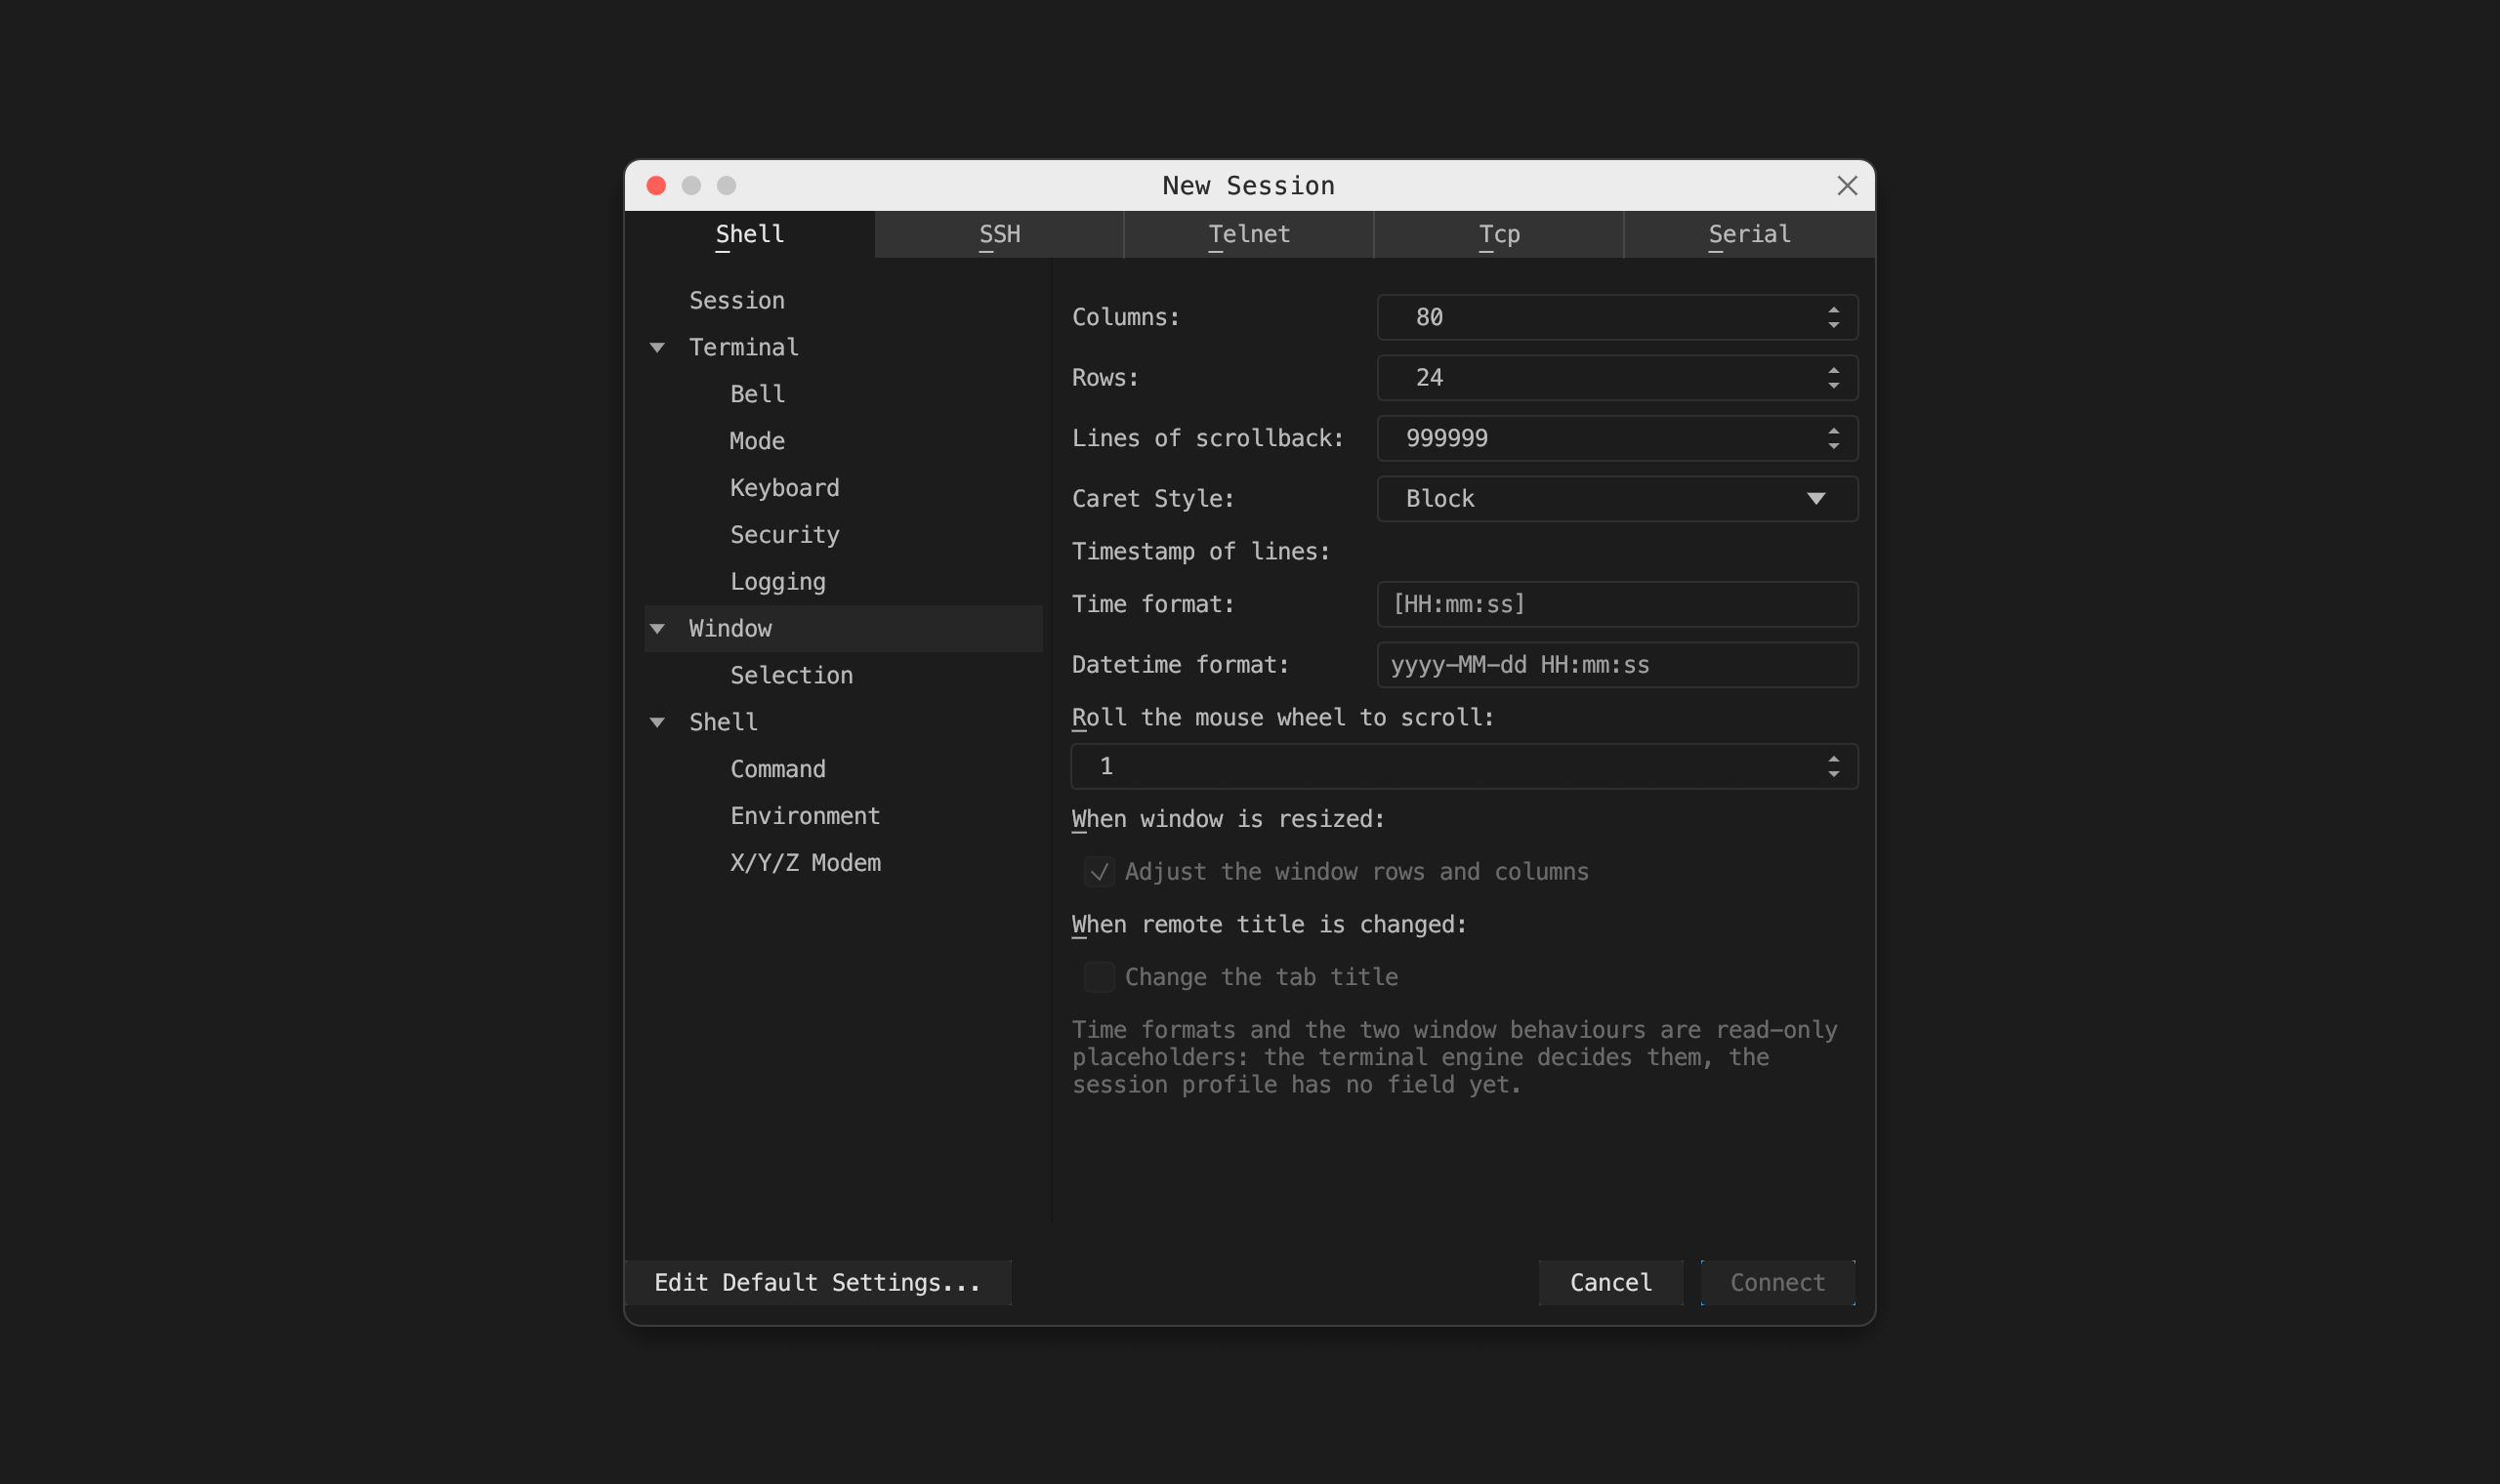 New Session
Shell
SSH
Telnet
Tcp
Serial
Session
Terminal
Bell
Mode
Keyboard
Security
Logging
Window
Selection
Shell
Command
Environment
X/Y/Z Modem
Columns:
80
Rows:
24
Lines of scrollback:
999999
Caret Style:
Block
Timestamp of lines:
Time format:
[HH:mm:ss]
Datetime format:
yyyy-MM-dd HH:mm:ss
Roll the mouse wheel to scroll:
1
When window is resized:
Adjust the window rows and columns
When remote title is changed:
Change the tab title
Time formats and the two window behaviours are read-only
placeholders: the terminal engine decides them, the
session profile has no field yet.
Edit Default Settings...
Cancel
Connect